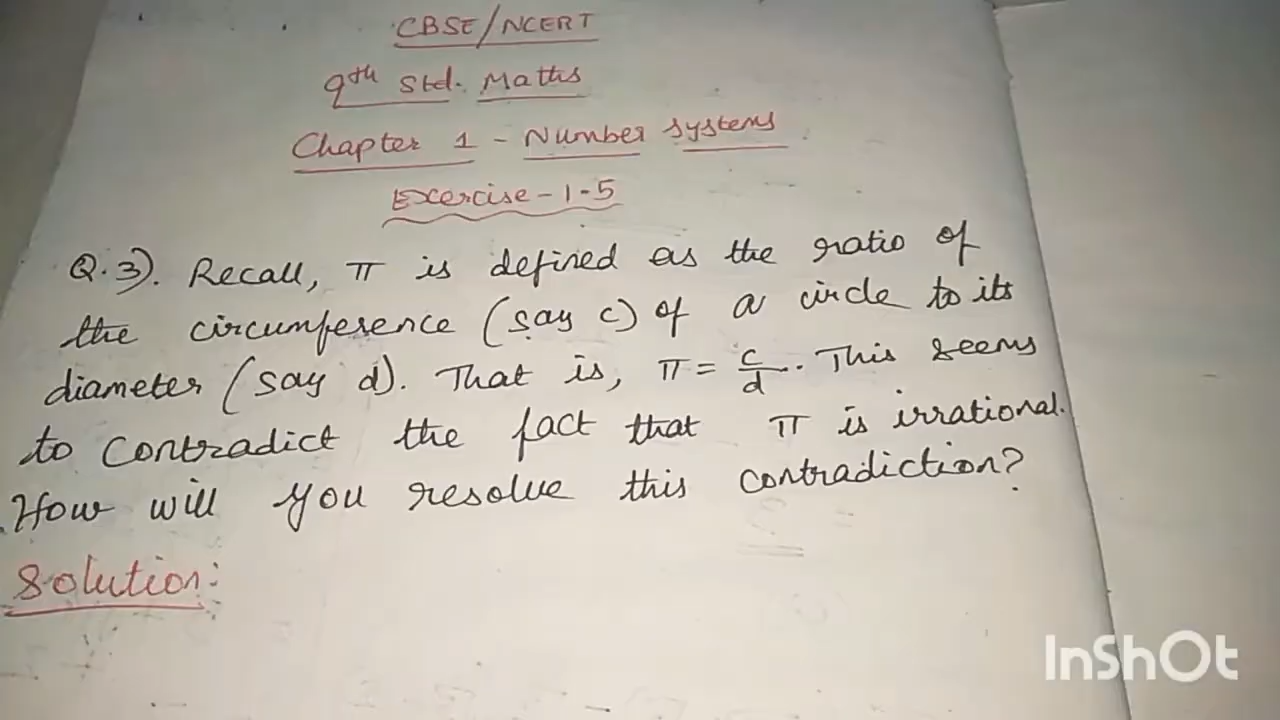 CBSE/NCERT
9th Std. Maths
Chapter 1 - Number systems
Exercise-1.5
Q.3). Recall, π is defined as the ratio of
the circumference (say c) of a circle to its
diameter (say d). That is, π = c/d. This seems
to contradict the fact that π is irrational.
How will you resolve this contradiction?
Solution:
InShOt